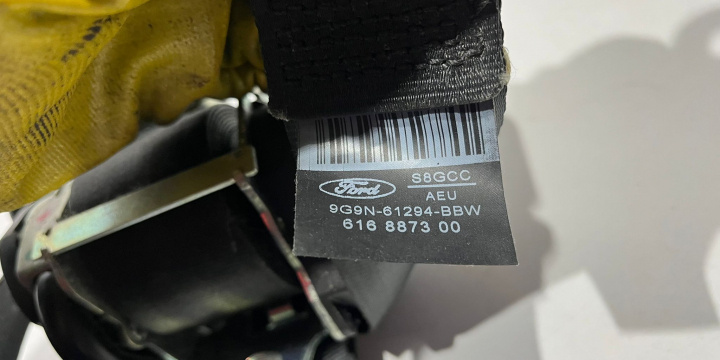 Ford
S8GCC
AEU
9G9N-61294-BBW
616 8873 00